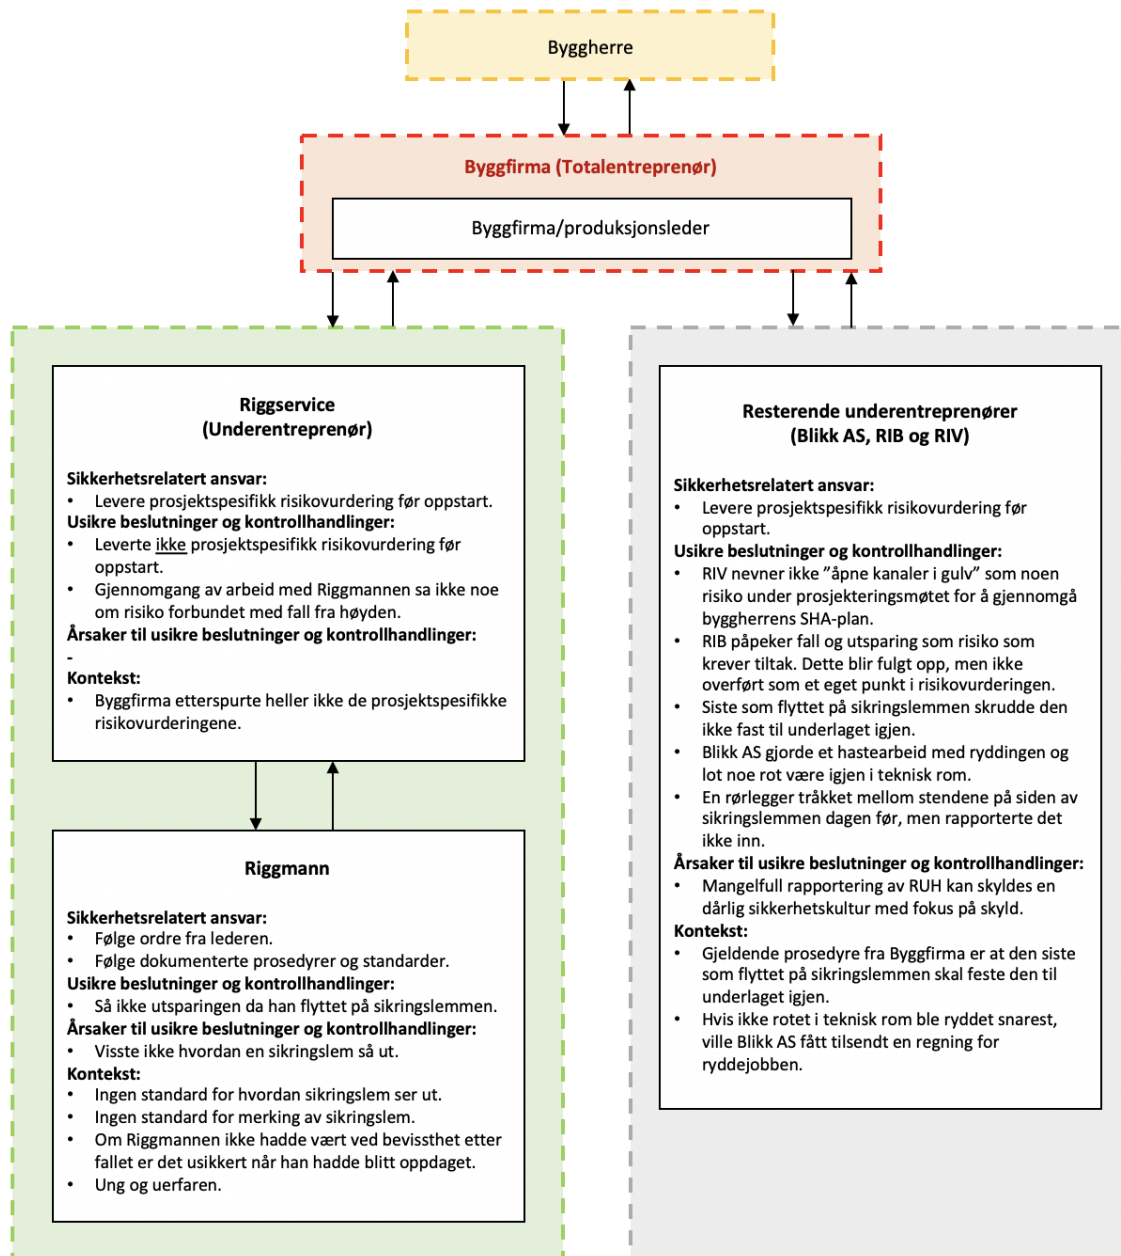 Byggherre
Byggfirma (Totalentreprenør)
Byggfirma/produksjonsleder
Riggservice
(Underentreprenør)
Sikkerhetsrelatert ansvar:
• Levere prosjektspesifikk risikovurdering før oppstart.
Usikre beslutninger og kontrollhandlinger:
• Leverte ikke prosjektspesifikk risikovurdering før
oppstart.
• Gjennomgang av arbeid med Riggmannen sa ikke noe
om risiko forbundet med fall fra høyden.
Årsaker til usikre beslutninger og kontrollhandlinger:
-
Kontekst:
• Byggfirma etterspurte heller ikke de prosjektspesifikke
risikovurderingene.
Riggmann
Sikkerhetsrelatert ansvar:
• Følge ordre fra lederen.
• Følge dokumenterte prosedyrer og standarder.
Usikre beslutninger og kontrollhandlinger:
• Så ikke utsparingen da han flyttet på sikringslemmen.
Årsaker til usikre beslutninger og kontrollhandlinger:
• Visste ikke hvordan en sikringslem så ut.
Kontekst:
• Ingen standard for hvordan sikringslem ser ut.
• Ingen standard for merking av sikringslem.
• Om Riggmannen ikke hadde vært ved bevissthet etter
fallet er det usikkert når han hadde blitt oppdaget.
• Ung og uerfaren.
Resterende underentreprenører
(Blikk AS, RIB og RIV)
Sikkerhetsrelatert ansvar:
• Levere prosjektspesifikk risikovurdering før
oppstart.
Usikre beslutninger og kontrollhandlinger:
• RIV nevner ikke ”åpne kanaler i gulv” som noen
risiko under prosjekteringsmøtet for å gjennomgå
byggherrens SHA-plan.
• RIB påpeker fall og utsparing som risiko som
krever tiltak. Dette blir fulgt opp, men ikke
overført som et eget punkt i risikovurderingen.
• Siste som flyttet på sikringslemmen skrudde den
ikke fast til underlaget igjen.
• Blikk AS gjorde et hastearbeid med ryddingen og
lot noe rot være igjen i teknisk rom.
• En rørlegger tråkket mellom stendene på siden av
sikringslemmen dagen før, men rapporterte det
ikke inn.
Årsaker til usikre beslutninger og kontrollhandlinger:
• Mangelfull rapportering av RUH kan skyldes en
dårlig sikkerhetskultur med fokus på skyld.
Kontekst:
• Gjeldende prosedyre fra Byggfirma er at den siste
som flyttet på sikringslemmen skal feste den til
underlaget igjen.
• Hvis ikke rotet i teknisk rom ble ryddet snarest,
ville Blikk AS fått tilsendt en regning for
ryddejobben.